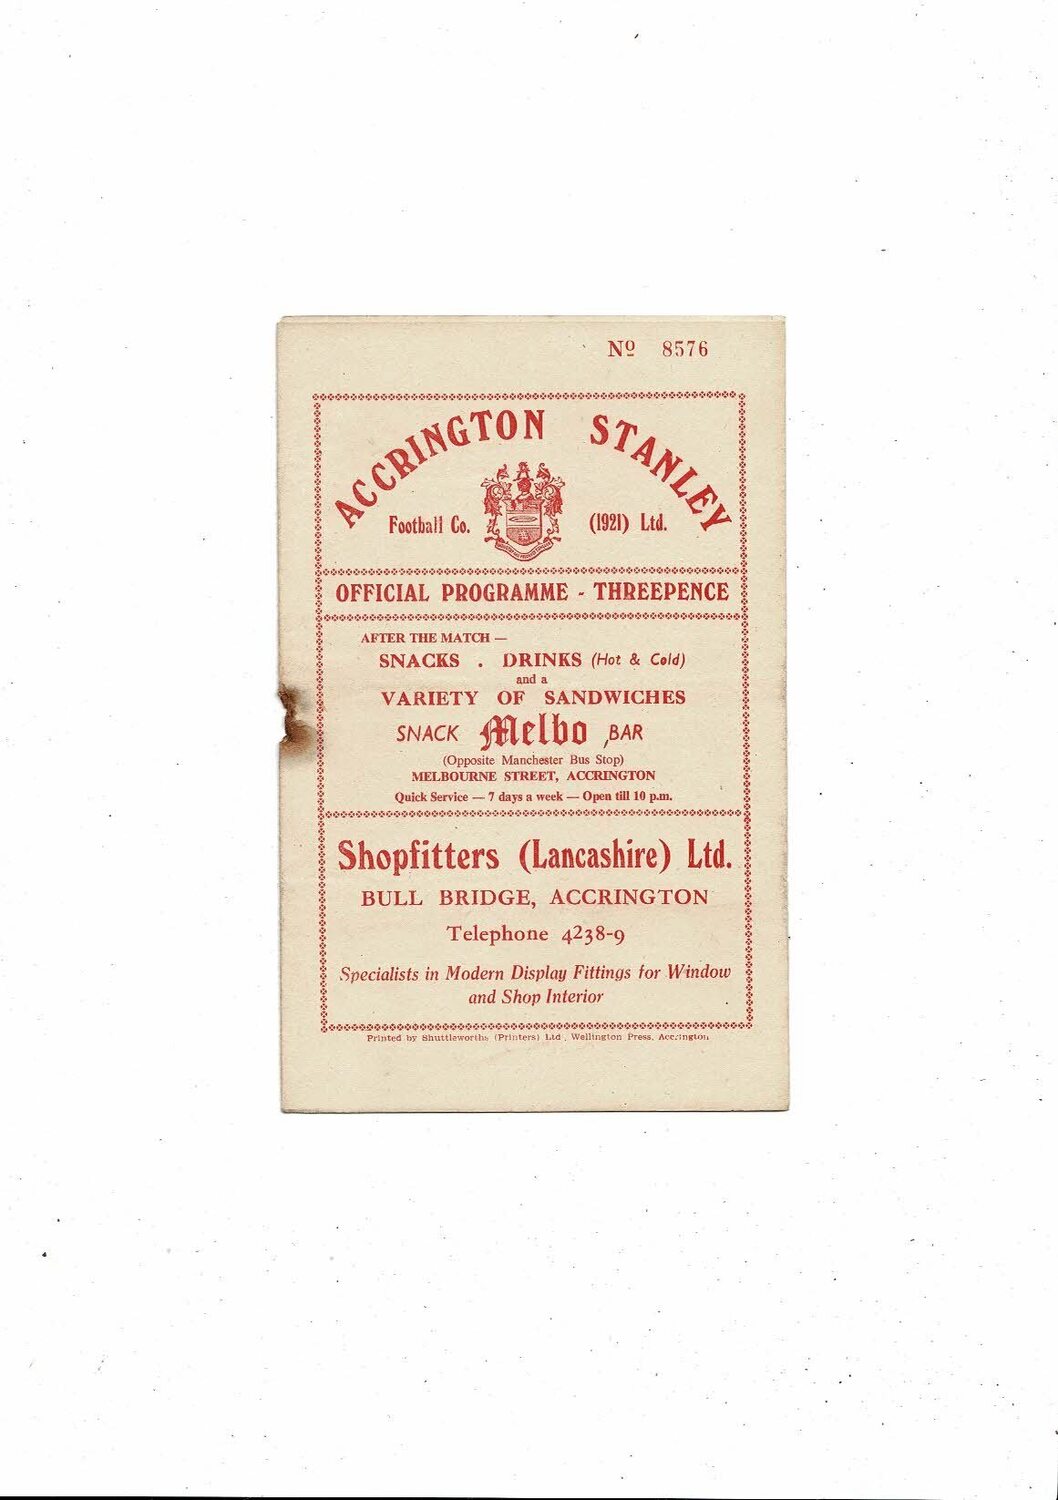 Nº 8576
ACCRINGTON STANLEY
Football Co. (1921) Ltd.
OFFICIAL PROGRAMME - THREEPENCE
AFTER THE MATCH —
SNACKS . DRINKS (Hot & Cold)
and a
VARIETY OF SANDWICHES
SNACK Melbo BAR
(Opposite Manchester Bus Stop)
MELBOURNE STREET, ACCRINGTON
Quick Service — 7 days a week — Open till 10 p.m.
Shopfitters (Lancashire) Ltd.
BULL BRIDGE, ACCRINGTON
Telephone 4238-9
Specialists in Modern Display Fittings for Window
and Shop Interior
Printed by Shuttleworths (Printers) Ltd., Wellington Press, Accrington